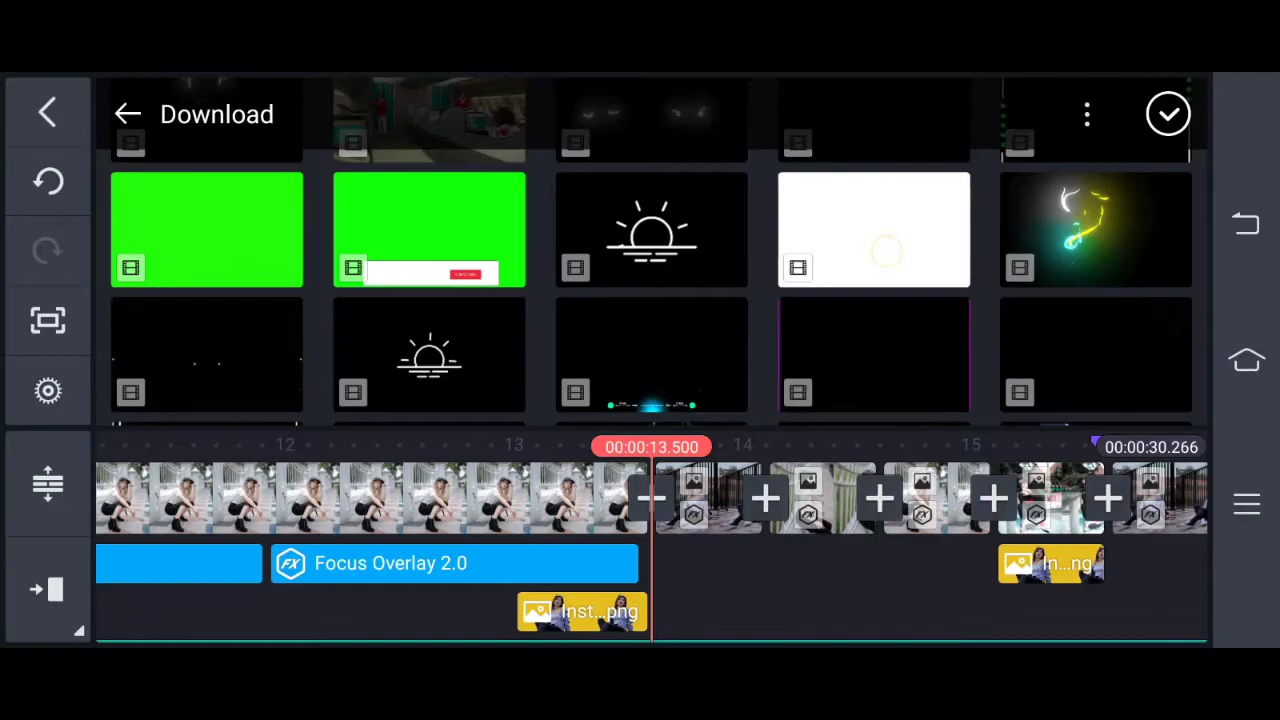 Download
12
13
00:00:13.500
14
15
00:00:30.266
FX Focus Overlay 2.0
In...ng
Inst...png